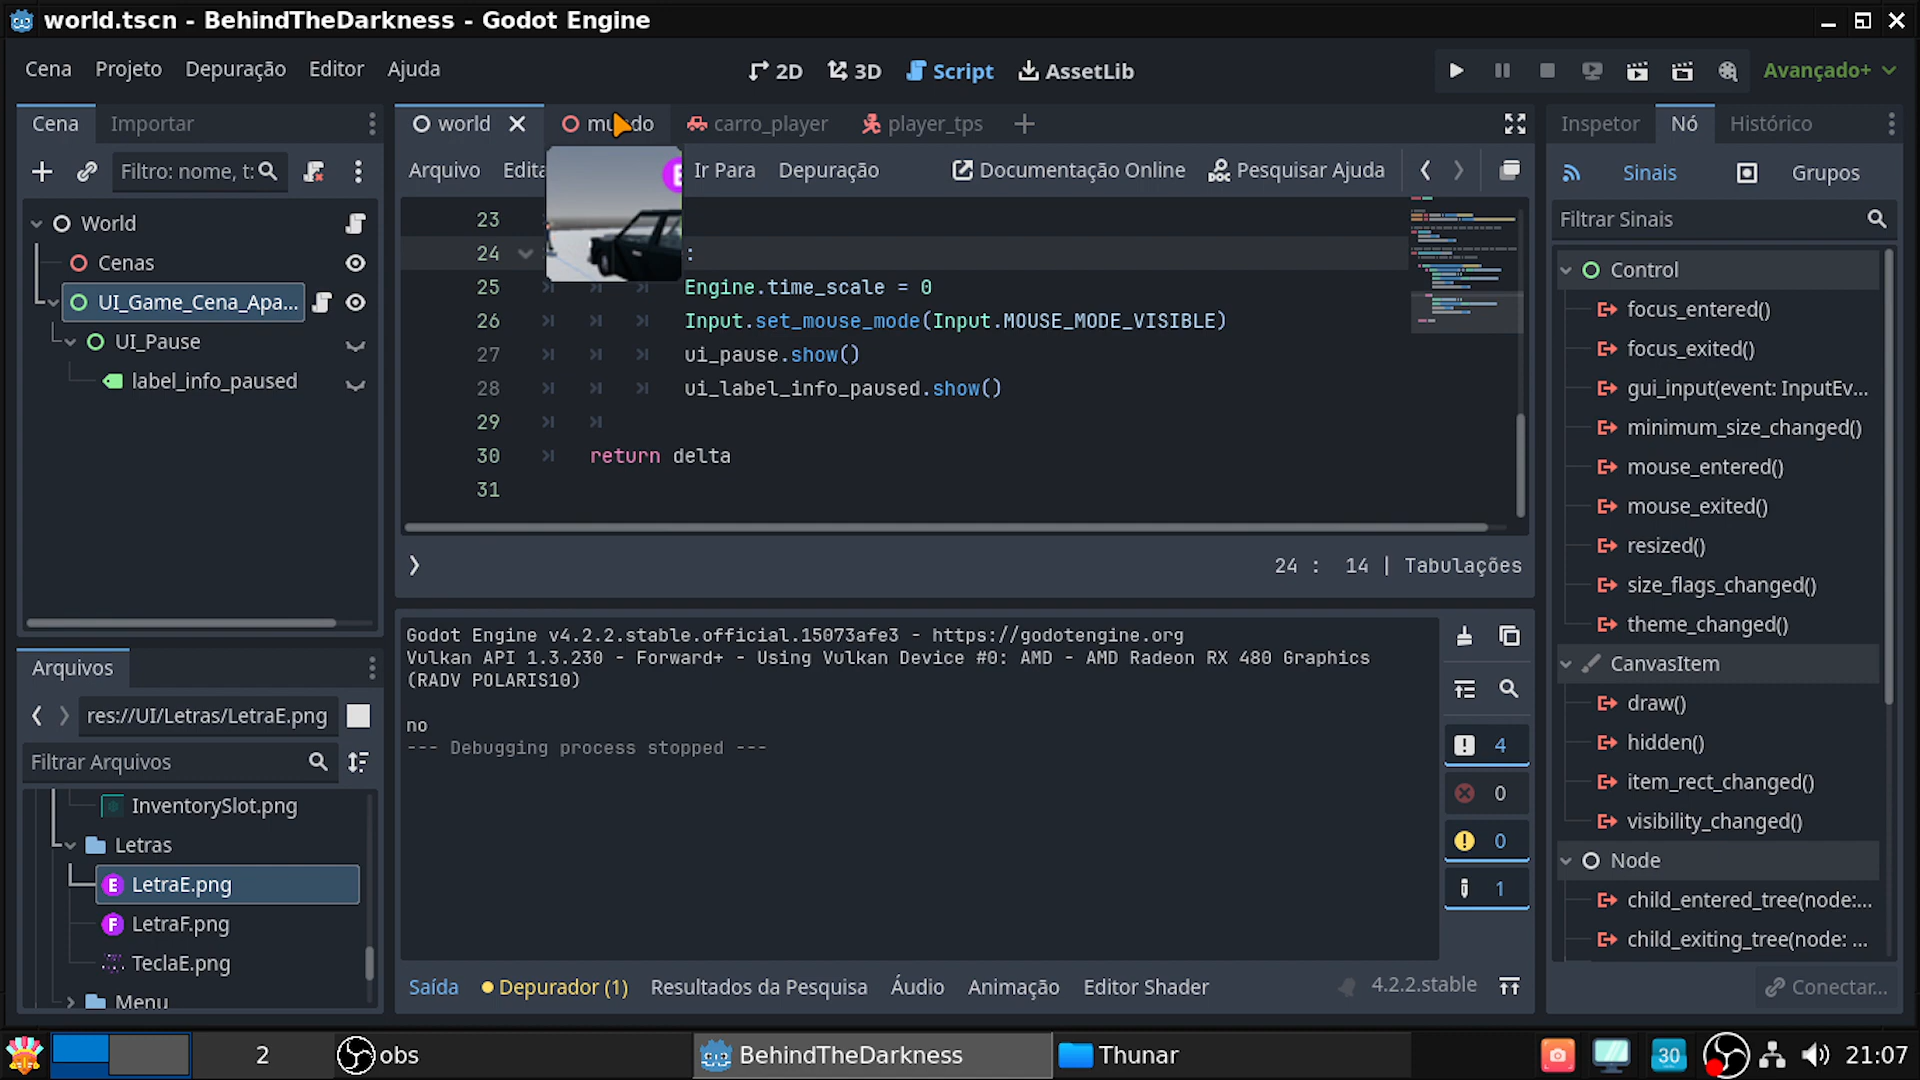 world.tscn - BehindTheDarkness - Godot Engine
Cena Projeto Depuração Editor Ajuda
2D 3D Script AssetLib
Avançado+
Cena Importar
world carro_player player_tps
Inspetor Nó Histórico
Filtro: nome, t:
Arquivo Edita Ir Para Depuração Documentação Online Pesquisar Ajuda
Sinais Grupos
Filtrar Sinais
World
Cenas
UI_Game_Cena_Apa...
UI_Pause
label_info_paused
23
24 :
25 Engine.time_scale = 0
26 Input.set_mouse_mode(Input.MOUSE_MODE_VISIBLE)
27 ui_pause.show()
28 ui_label_info_paused.show()
29
30 return delta
31
24 : 14 | Tabulações
Control
focus_entered()
focus_exited()
gui_input(event: InputEv...
minimum_size_changed()
mouse_entered()
mouse_exited()
resized()
size_flags_changed()
theme_changed()
CanvasItem
draw()
hidden()
item_rect_changed()
visibility_changed()
Node
child_entered_tree(node:...
child_exiting_tree(node: ...
Conectar...
Godot Engine v4.2.2.stable.official.15073afe3 - https://godotengine.org
Vulkan API 1.3.230 - Forward+ - Using Vulkan Device #0: AMD - AMD Radeon RX 480 Graphics
(RADV POLARIS10)
no
--- Debugging process stopped ---
4
0
0
1
Arquivos
res://UI/Letras/LetraE.png
Filtrar Arquivos
InventorySlot.png
Letras
E LetraE.png
F LetraF.png
TeclaE.png
Menu
Saída Depurador (1) Resultados da Pesquisa Áudio Animação Editor Shader 4.2.2.stable
2 obs BehindTheDarkness Thunar 30 21:07